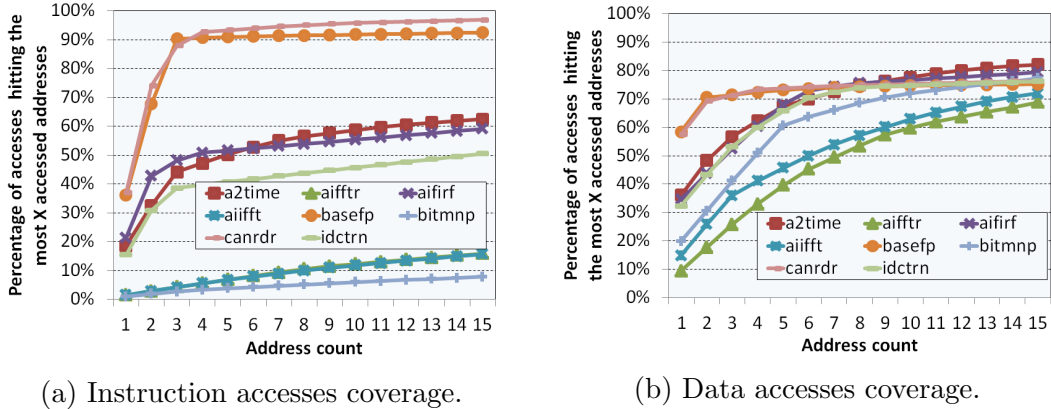 Percentage of accesses hitting the
most X accessed addresses
100%
90%
80%
70%
60%
50%
40%
30%
20%
10%
0%
a2time aifftr aifirf
aiifft basefp bitmnp
canrdr idctrn
1 2 3 4 5 6 7 8 9 10 11 12 13 14 15
Address count
(a) Instruction accesses coverage.
Percentage of accesses hitting
the most X accessed addresses
100%
90%
80%
70%
60%
50%
40%
30%
20%
10%
0%
a2time aifftr aifirf
aiifft basefp bitmnp
canrdr idctrn
1 2 3 4 5 6 7 8 9 10 11 12 13 14 15
Address count
(b) Data accesses coverage.